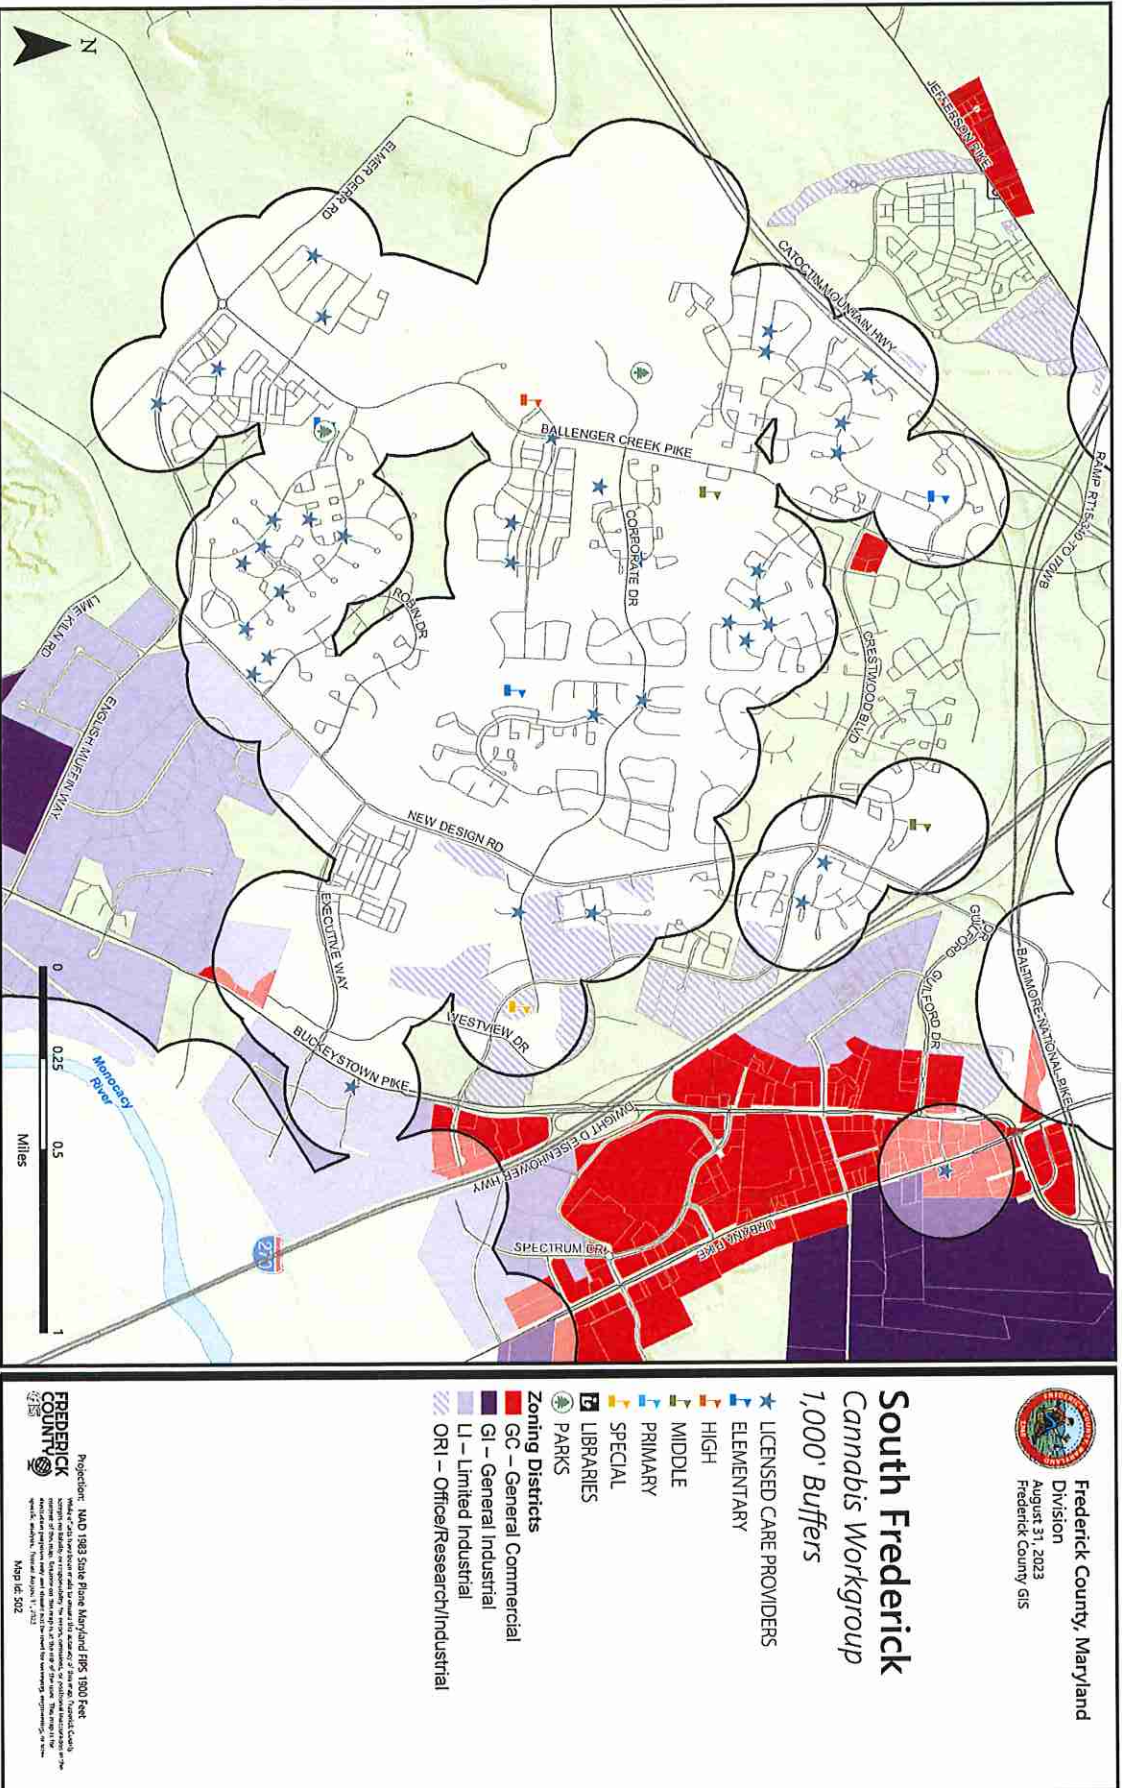 Frederick County, Maryland
Division
August 31, 2023
Frederick County GIS
South Frederick
Cannabis Workgroup
1,000' Buffers
LICENSED CARE PROVIDERS
ELEMENTARY
HIGH
MIDDLE
PRIMARY
SPECIAL
LIBRARIES
PARKS
Zoning Districts
GC – General Commercial
GI – General Industrial
LI – Limited Industrial
ORI – Office/Research/Industrial
Projection: NAD 1983 State Plane Maryland FIPS 1900 Feet
FREDERICK
COUNTY
Map Id: 502
N
JEFFERSON PIKE
ELMER DERR RD
CATOCTIN MOUNTAIN HWY
RAMP RT15-340 TO I70WB
BALLENGER CREEK PIKE
CORPORATE DR
ROBIN DR
CRESTWOOD BLVD
LIME KILN RD
ENGLISH MUFFIN WAY
NEW DESIGN RD
EXECUTIVE WAY
GUILFORD
DR
GUILFORD DR
BALTIMORE-NATIONAL-PIKE
WESTVIEW DR
BUCKEYSTOWN PIKE
DWIGHT D EISENHOWER HWY
URBANA PIKE
SPECTRUM DR
Monocacy
River
270
0 0.25 0.5 1
Miles